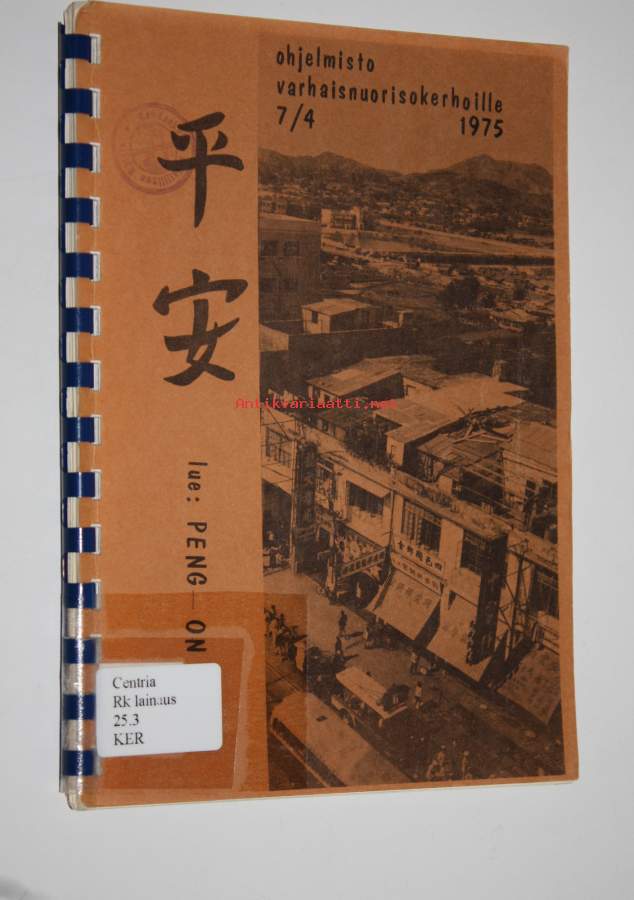 ohjelmisto
varhaisnuorisokerhoille
7/4 1975
平安
lue: PENG-ON
Antikvariaatti.net
Centria
Rk lainaus
25.3
KER